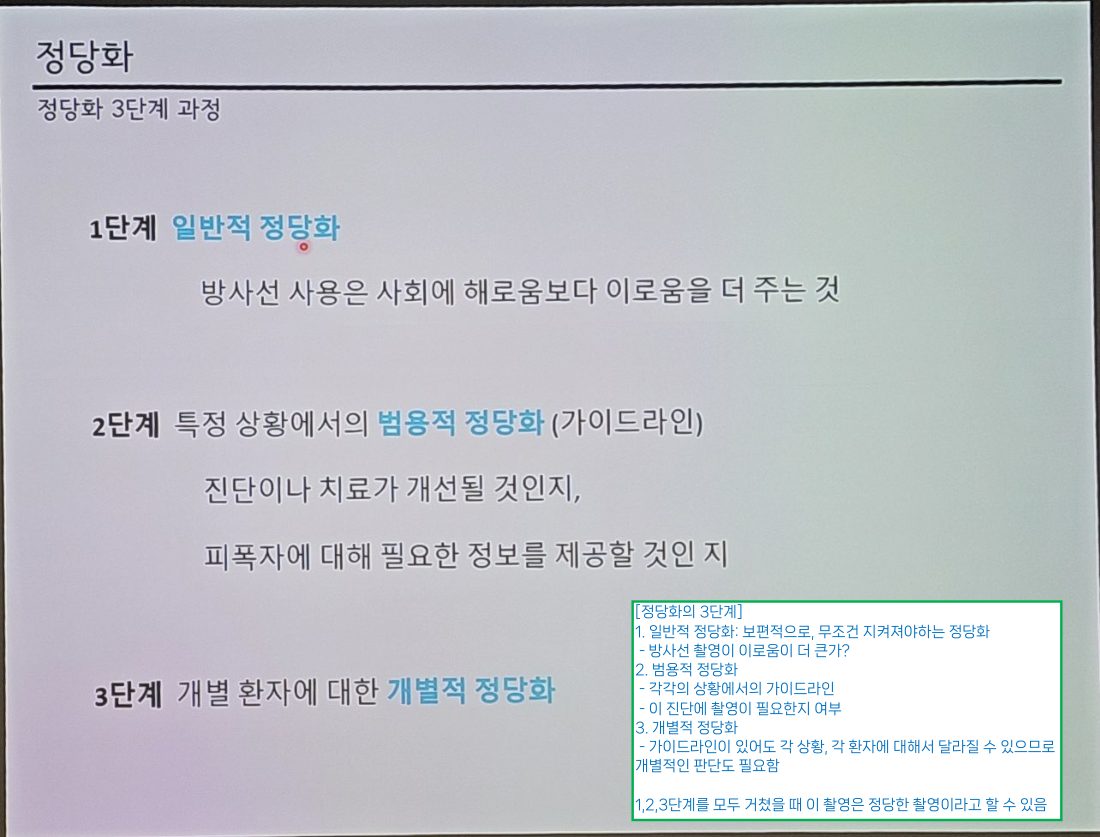 정당화
정당화 3단계 과정
1단계 일반적 정당화
방사선 사용은 사회에 해로움보다 이로움을 더 주는 것
2단계 특정 상황에서의 범용적 정당화 (가이드라인)
진단이나 치료가 개선될 것인지,
피폭자에 대해 필요한 정보를 제공할 것인 지
3단계 개별 환자에 대한 개별적 정당화
[정당화의 3단계]
1. 일반적 정당화: 보편적으로, 무조건 지켜져야하는 정당화
- 방사선 촬영이 이로움이 더 큰가?
2. 범용적 정당화
- 각각의 상황에서의 가이드라인
- 이 진단에 촬영이 필요한지 여부
3. 개별적 정당화
- 가이드라인이 있어도 각 상황, 각 환자에 대해서 달라질 수 있으므로
개별적인 판단도 필요함
1,2,3단계를 모두 거쳤을 때 이 촬영은 정당한 촬영이라고 할 수 있음